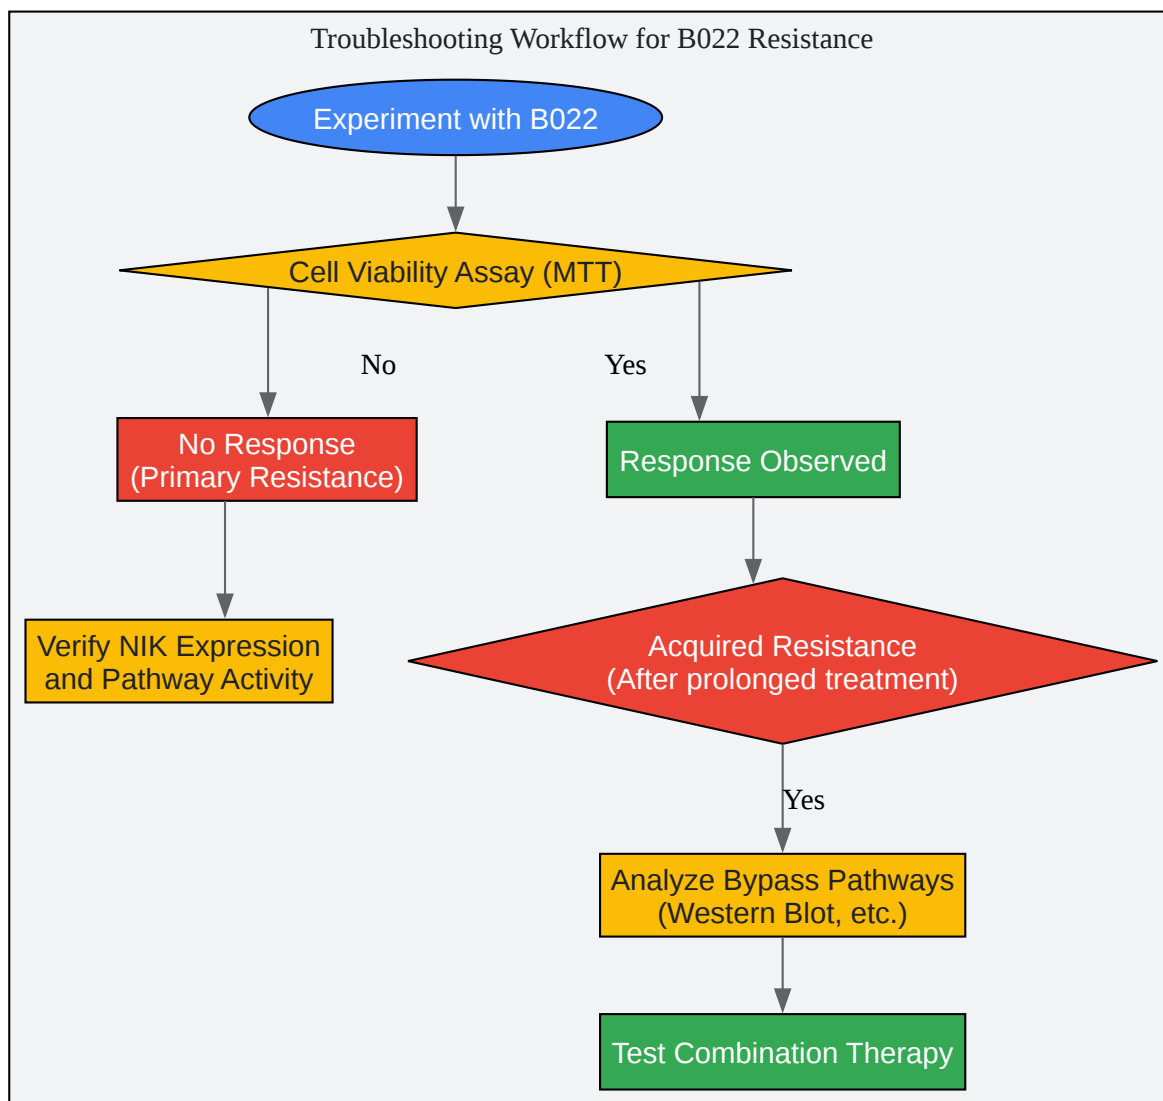 Troubleshooting Workflow for B022 Resistance
Experiment with B022
Cell Viability Assay (MTT)
No
Yes
No Response
(Primary Resistance)
Response Observed
Verify NIK Expression
and Pathway Activity
Acquired Resistance
(After prolonged treatment)
Yes
Analyze Bypass Pathways
(Western Blot, etc.)
Test Combination Therapy